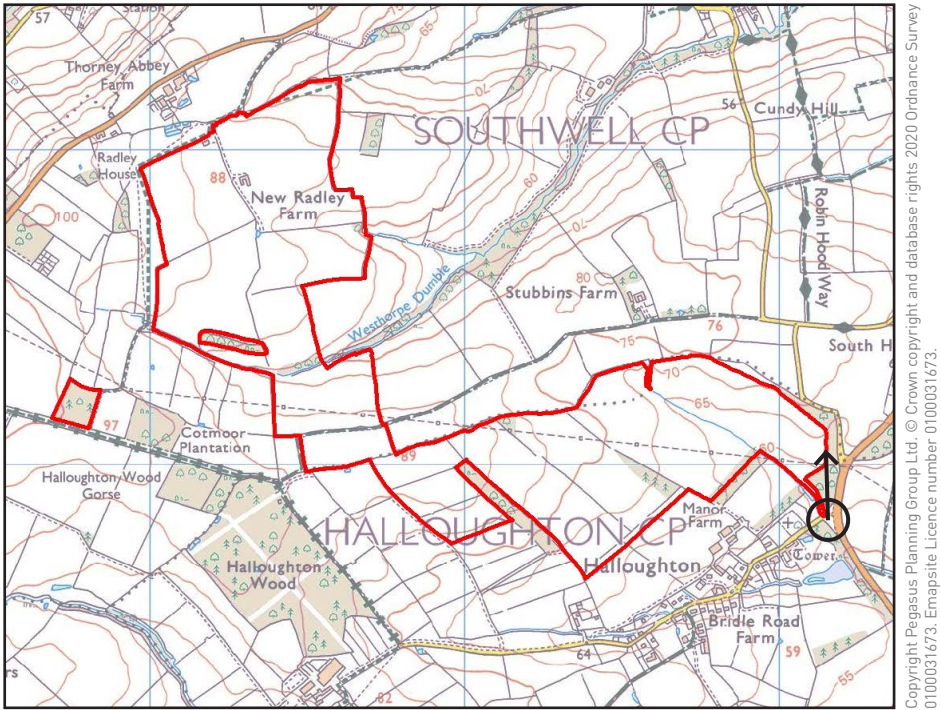 57
Station
65
Thorney Abbey
Farm
70
56
Cundy Hill
SOUTHWELL CP
Radley
House
88
60
New Radley
Farm
Robin Hood Way
100
70
Westhorpe Dumble
80
Stubbins Farm
76
75
South H
70
65
97
Cotmoor
Plantation
89
60
Halloughton Wood
Gorse
Manor
Farm
HALLOUGHTON CP
Tower
Halloughton
Halloughton
Wood
Bridle Road
Farm
64
59
rs
55
82
Copyright Pegasus Planning Group Ltd. © Crown copyright and database rights 2020 Ordnance Survey
0100031673. Emapsite Licence number 0100031673.